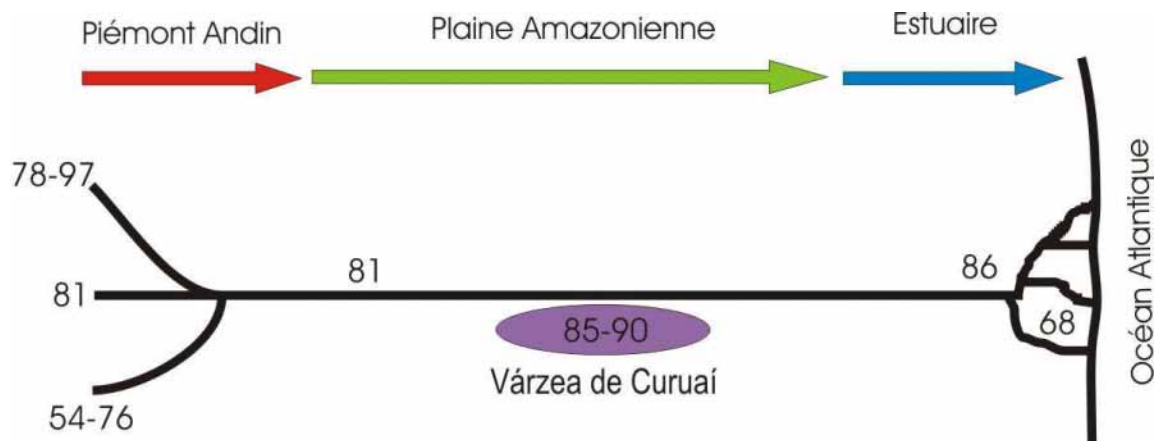 Piémont Andin
Plaine Amazonienne
Estuaire
78-97
81
81
86
85-90
68
Várzea de Curuaí
54-76
Océan Atlantique